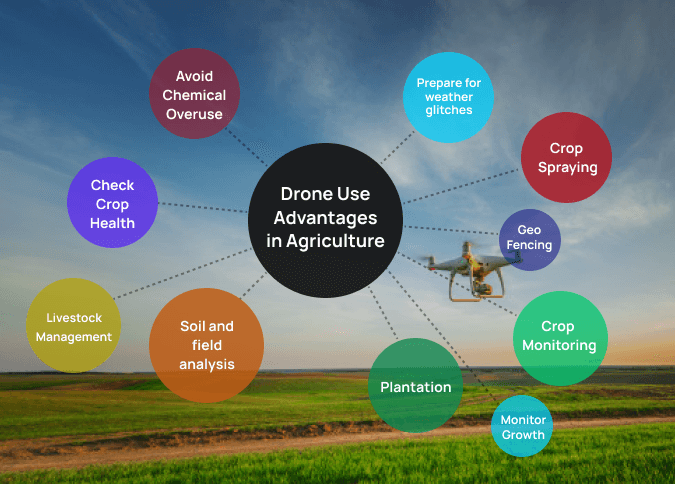 Avoid
Chemical
Overuse
Prepare for
weather
glitches
Crop
Spraying
Check
Crop
Health
Drone Use
Advantages
in Agriculture
Geo
Fencing
Livestock
Management
Soil and
field
analysis
Crop
Monitoring
Plantation
Monitor
Growth